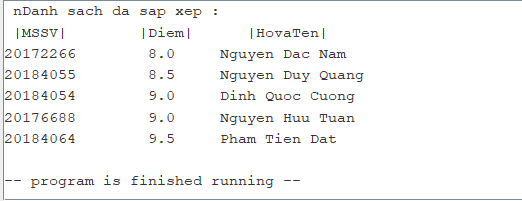 nDanh sach da sap xep :
|MSSV| |Diem| |HovaTen|
20172266 8.0 Nguyen Dac Nam
20184055 8.5 Nguyen Duy Quang
20184054 9.0 Dinh Quoc Cuong
20176688 9.0 Nguyen Huu Tuan
20184064 9.5 Pham Tien Dat
-- program is finished running --